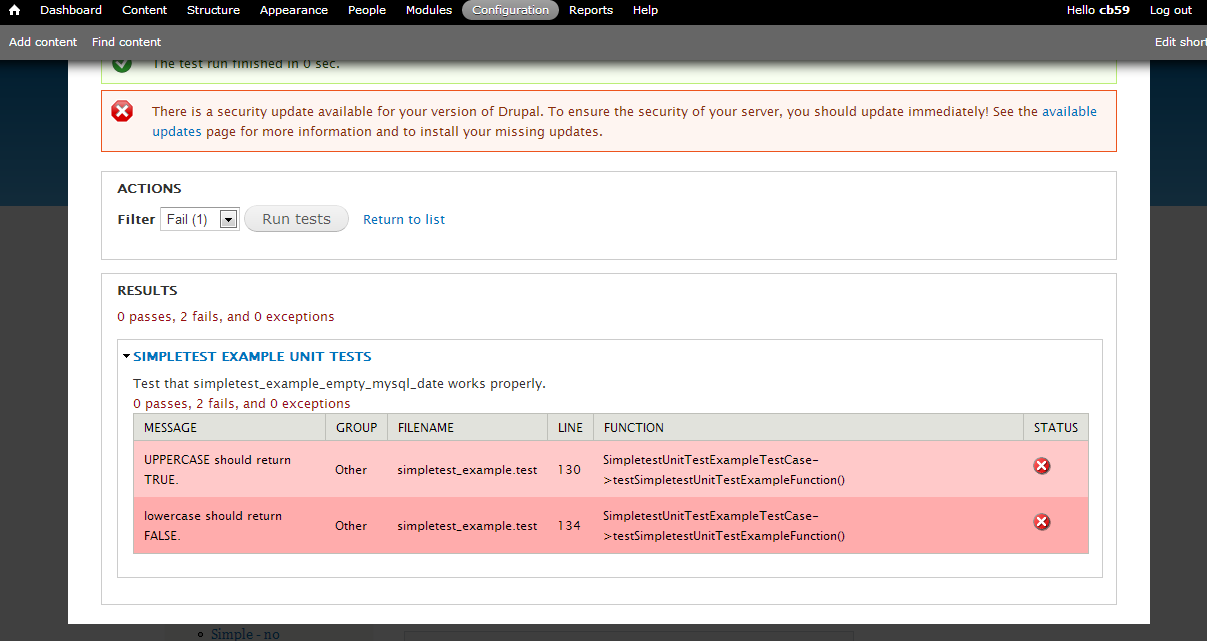 Dashboard Content Structure Appearance People Modules Configuration Reports Help Hello cb59 Log out
Add content Find content Edit short
The test run finished in 0 sec.
There is a security update available for your version of Drupal. To ensure the security of your server, you should update immediately! See the available
updates page for more information and to install your missing updates.
ACTIONS
Filter Fail (1) Run tests Return to list
RESULTS
0 passes, 2 fails, and 0 exceptions
SIMPLETEST EXAMPLE UNIT TESTS
Test that simpletest_example_empty_mysql_date works properly.
0 passes, 2 fails, and 0 exceptions
MESSAGE GROUP FILENAME LINE FUNCTION STATUS
UPPERCASE should return
TRUE.
Other simpletest_example.test 130
SimpletestUnitTestExampleTestCase-
>testSimpletestUnitTestExampleFunction()
lowercase should return
FALSE.
Other simpletest_example.test 134
SimpletestUnitTestExampleTestCase-
>testSimpletestUnitTestExampleFunction()
Simple - no